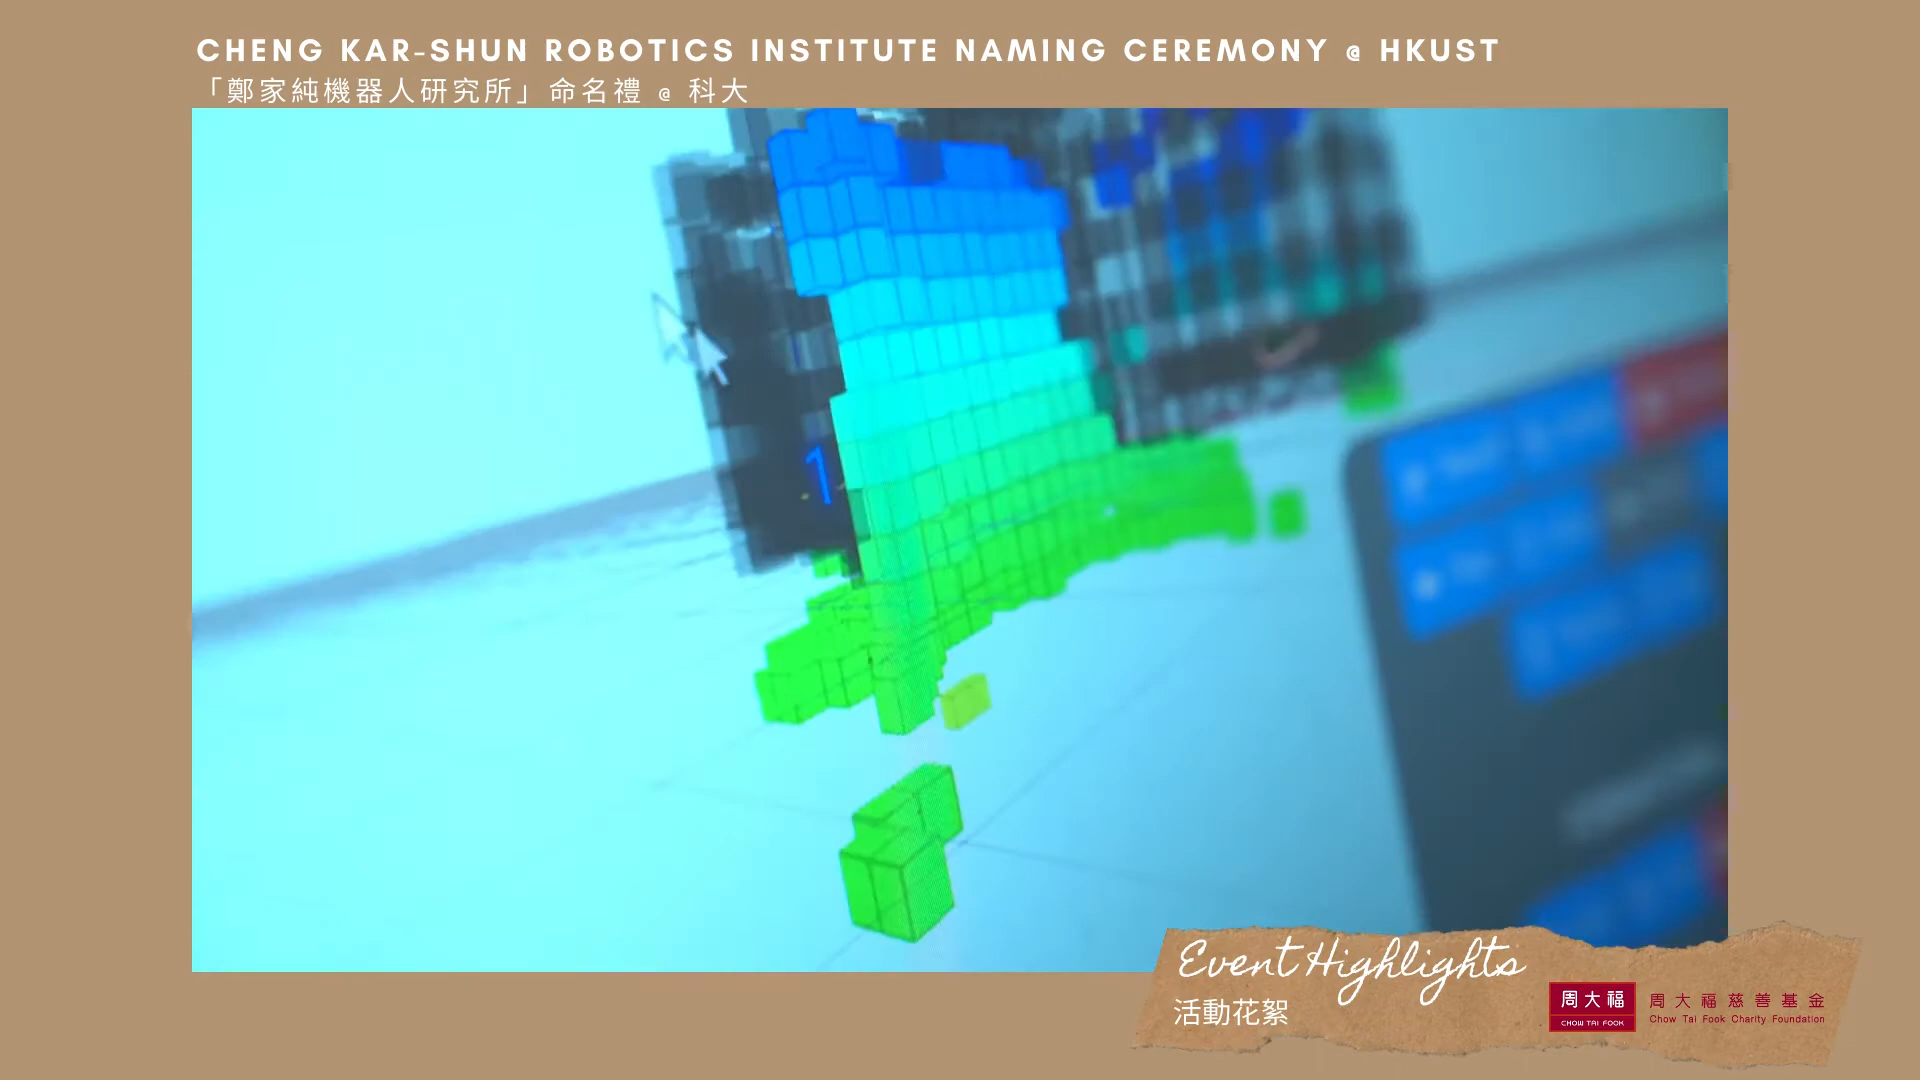 CHENG KAR-SHUN ROBOTICS INSTITUTE NAMING CEREMONY @ HKUST
「鄭家純機器人研究所」命名禮 @ 科大
1
Event Highlights
活動花絮
周大福
CHOW TAI FOOK
周大福慈善基金
Chow Tai Fook Charity Foundation